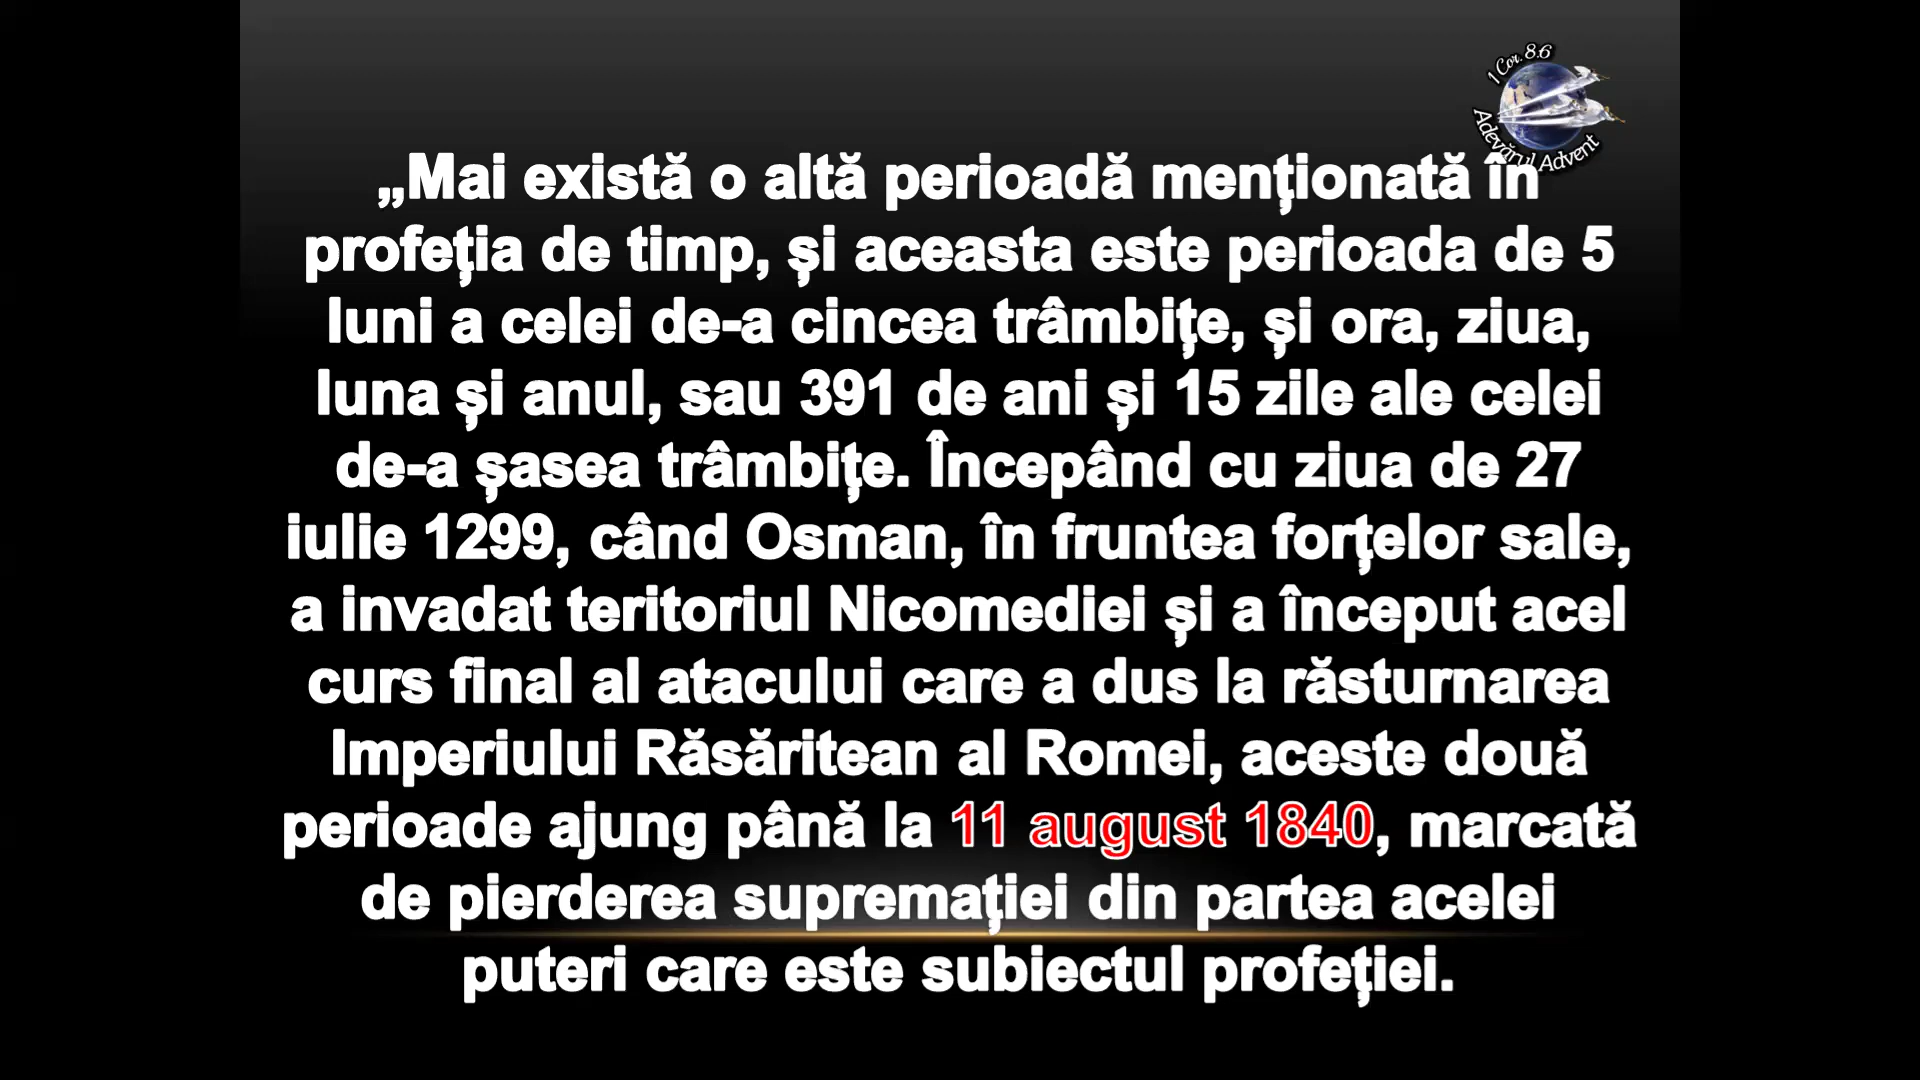 1 Cor. 8:6
Adevărul Advent
„Mai există o altă perioadă menționată în
profeția de timp, și aceasta este perioada de 5
luni a celei de-a cincea trâmbițe, și ora, ziua,
luna și anul, sau 391 de ani și 15 zile ale celei
de-a șasea trâmbițe. Începând cu ziua de 27
iulie 1299, când Osman, în fruntea forțelor sale,
a invadat teritoriul Nicomediei și a început acel
curs final al atacului care a dus la răsturnarea
Imperiului Răsăritean al Romei, aceste două
perioade ajung până la 11 august 1840, marcată
de pierderea supremației din partea acelei
puteri care este subiectul profeției.